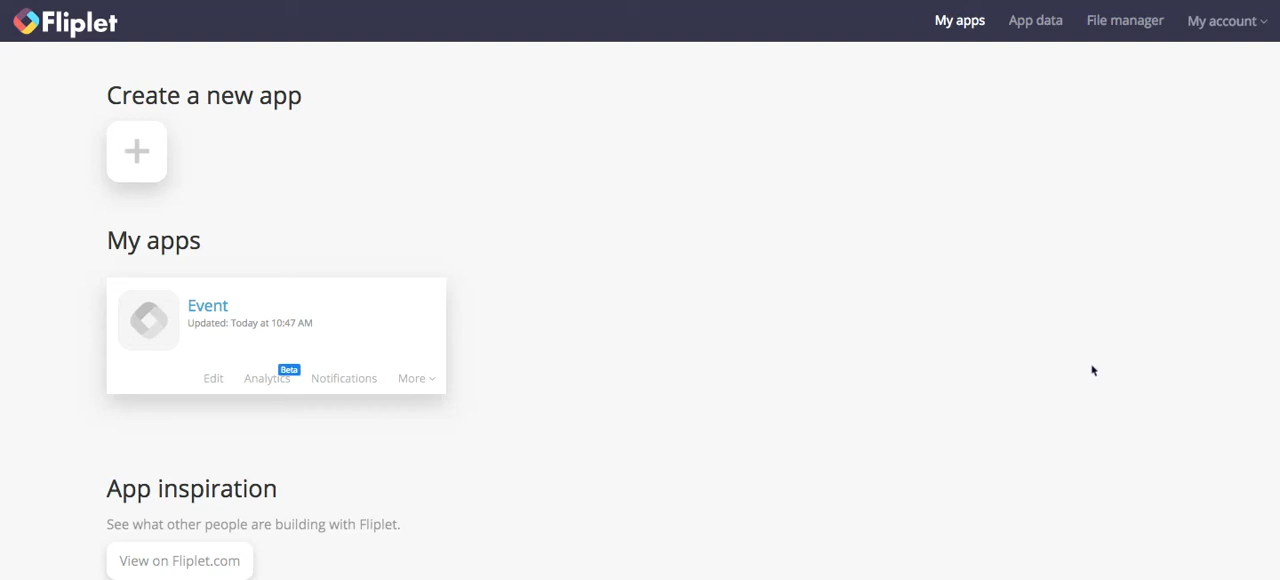 Fliplet
My apps App data File manager My account
Create a new app
My apps
Event
Updated: Today at 10:47 AM
Edit Analytics Beta Notifications More
App inspiration
See what other people are building with Fliplet.
View on Fliplet.com